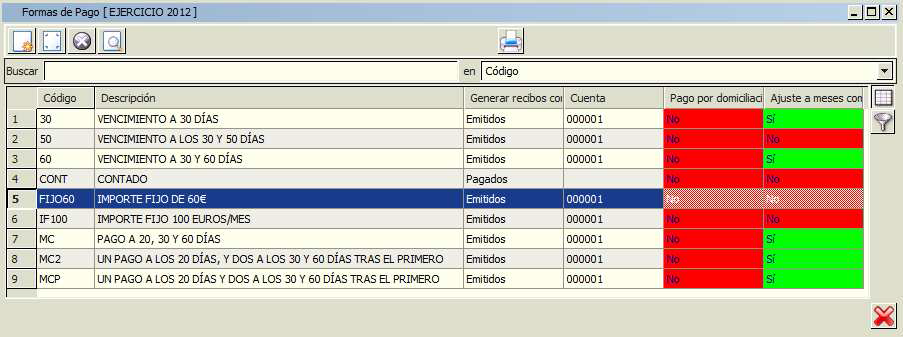 Formas de Pago [ EJERCICIO 2012 ]
Buscar en Código
Código Descripción Generar recibos con Cuenta Pago por domiciliaci Ajuste a meses con
1 30 VENCIMIENTO A 30 DÍAS Emitidos 000001 No Sí
2 50 VENCIMIENTO A LOS 30 Y 50 DÍAS Emitidos 000001 No No
3 60 VENCIMIENTO A 30 Y 60 DÍAS Emitidos 000001 No Sí
4 CONT CONTADO Pagados No No
5 FIJO60 IMPORTE FIJO DE 60€ Emitidos 000001 No No
6 IF100 IMPORTE FIJO 100 EUROS/MES Emitidos 000001 No No
7 MC PAGO A 20, 30 Y 60 DÍAS Emitidos 000001 No Sí
8 MC2 UN PAGO A LOS 20 DÍAS, Y DOS A LOS 30 Y 60 DÍAS TRAS EL PRIMERO Emitidos 000001 No Sí
9 MCP UN PAGO A LOS 20 DÍAS Y DOS A LOS 30 Y 60 DÍAS TRAS EL PRIMERO Emitidos 000001 No Sí